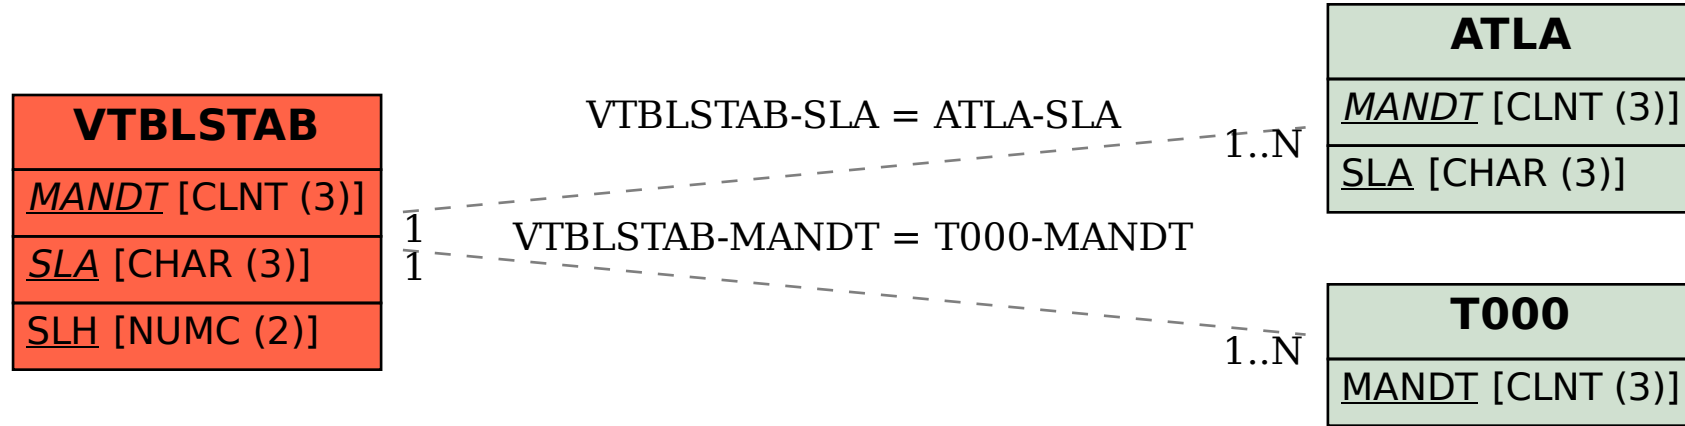 VTBLSTAB
MANDT [CLNT (3)]
SLA [CHAR (3)]
SLH [NUMC (2)]
VTBLSTAB-SLA = ATLA-SLA
1
1..N
VTBLSTAB-MANDT = T000-MANDT
1
1..N
ATLA
MANDT [CLNT (3)]
SLA [CHAR (3)]
T000
MANDT [CLNT (3)]